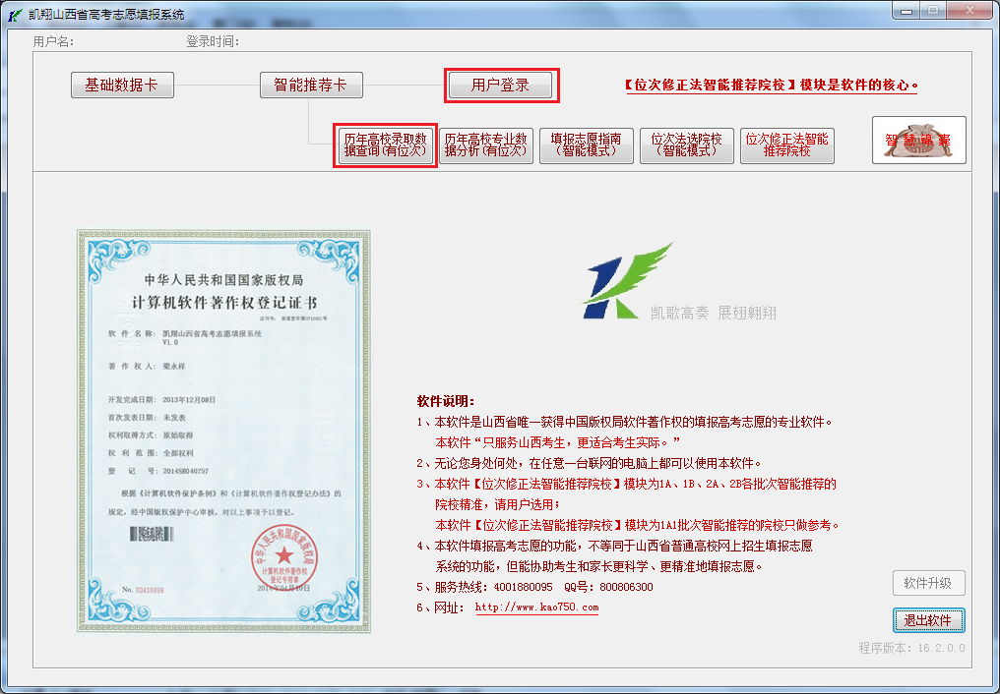 凯翔山西省高考志愿填报系统
用户名: 登录时间:
基础数据卡 智能推荐卡 用户登录 【位次修正法智能推荐院校】模块是软件的核心。
历年高校录取数
据查询(有位次)
历年高校专业数
据分析(有位次)
填报志愿指南
(智能模式)
位次法选院校
(智能模式)
位次修正法智能
推荐院校
智慧锦囊
中华人民共和国国家版权局
计算机软件著作权登记证书
软件名称: 凯翔山西省高考志愿填报系统
V1.0
著作权人: 梁永祥
开发完成日期: 2013年12月08日
首次发表日期: 未发表
权利取得方式: 原始取得
权利范围: 全部权利
登记号: 2014SR040757
根据《计算机软件保护条例》和《计算机软件著作权登记办法》的
规定,经中国版权保护中心审核,对以上事项予以登记。
中华人民共和国国家版权局
计算机软件著作权
登记专用章
2014年04月10日
No. 00438898
凯歌高奏 展翅翱翔
软件说明:
1、本软件是山西省唯一获得中国版权局软件著作权的填报高考志愿的专业软件。
本软件“只服务山西考生,更适合考生实际。”
2、无论您身处何处,在任意一台联网的电脑上都可以使用本软件。
3、本软件【位次修正法智能推荐院校】模块为1A、1B、2A、2B各批次智能推荐的
院校精准,请用户选用;
本软件【位次修正法智能推荐院校】模块为1A1批次智能推荐的院校只做参考。
4、本软件填报高考志愿的功能,不等同于山西省普通高校网上招生填报志愿
系统的功能,但能协助考生和家长更科学、更精准地填报志愿。
5、服务热线: 4001880095 QQ号: 800806300
6、网址: http://www.kao750.com
软件升级
退出软件
程序版本: 16.2.0.0